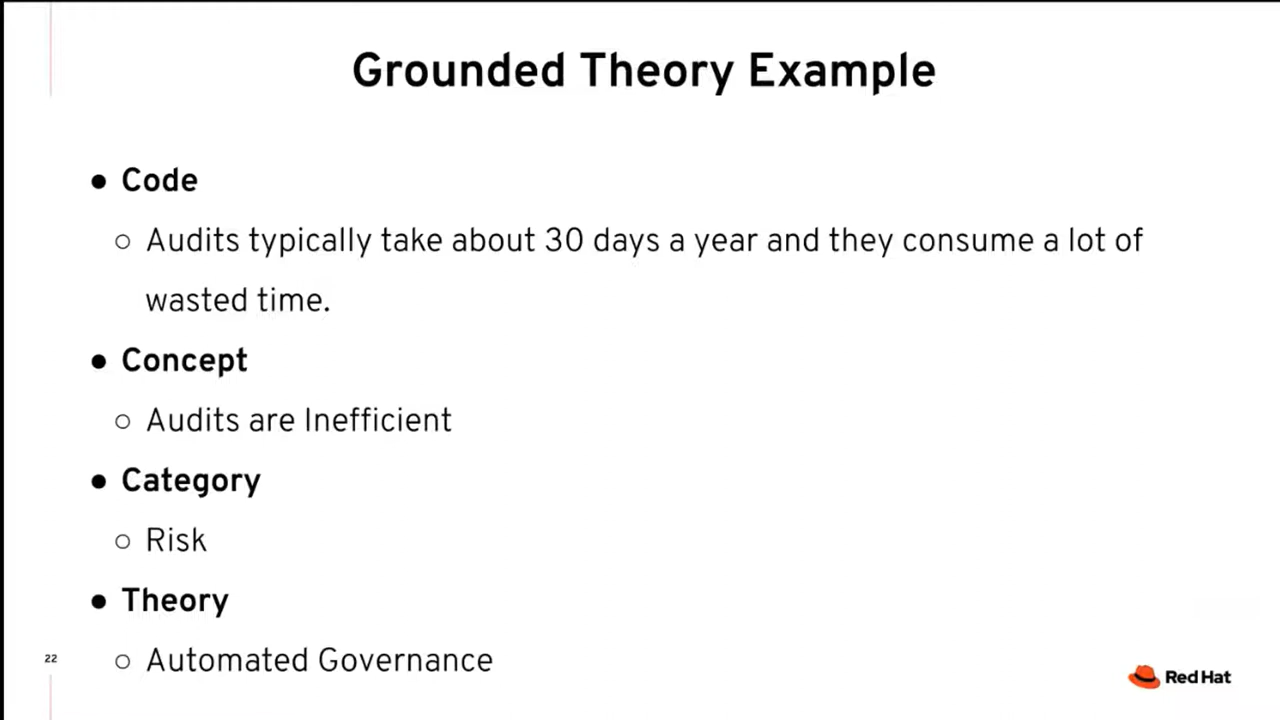 Grounded Theory Example
● Code
○ Audits typically take about 30 days a year and they consume a lot of
wasted time.
● Concept
○ Audits are Inefficient
● Category
○ Risk
● Theory
○ Automated Governance
22
Red Hat